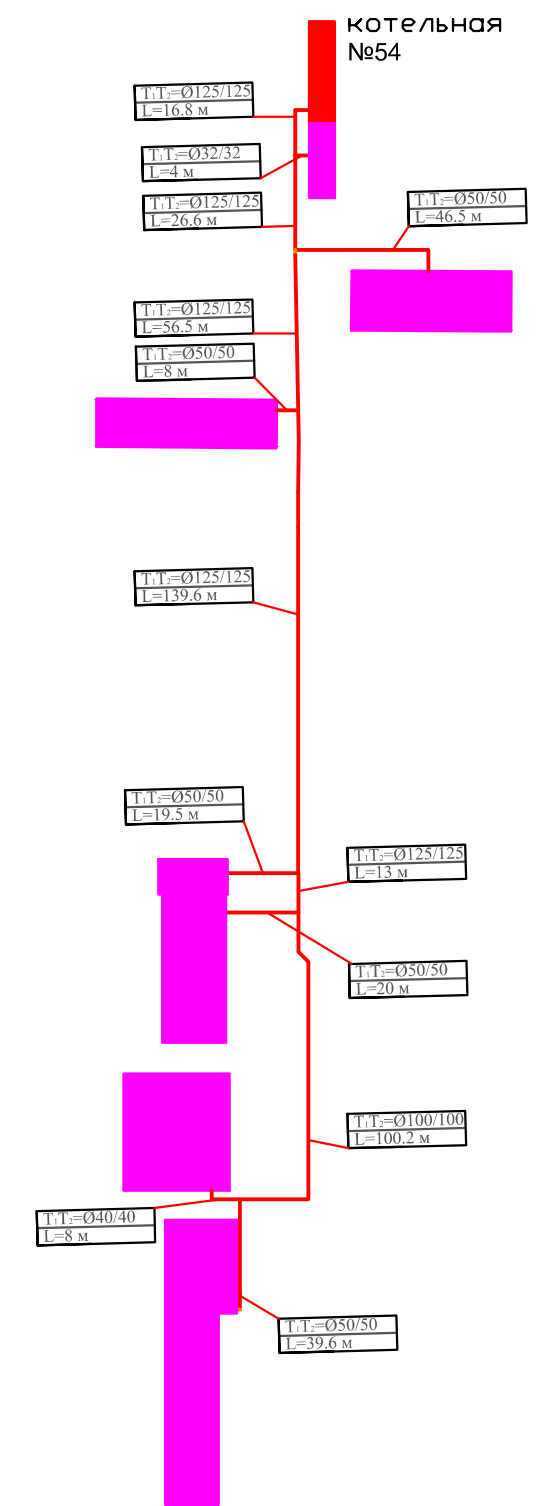 котельная
№54
T₁T₂=Ø125/125
L=16.8 м
T₁T₂=Ø32/32
L=4 м
T₁T₂=Ø125/125
L=26.6 м
T₁T₂=Ø50/50
L=46.5 м
T₁T₂=Ø125/125
L=56.5 м
T₁T₂=Ø50/50
L=8 м
T₁T₂=Ø125/125
L=139.6 м
T₁T₂=Ø50/50
L=19.5 м
T₁T₂=Ø125/125
L=13 м
T₁T₂=Ø50/50
L=20 м
T₁T₂=Ø100/100
L=100.2 м
T₁T₂=Ø40/40
L=8 м
T₁T₂=Ø50/50
L=39.6 м